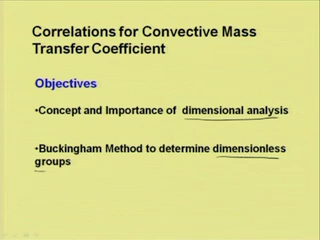 Correlations for Convective Mass
Transfer Coefficient
Objectives
•Concept and Importance of dimensional analysis
•Buckingham Method to determine dimensionless
groups